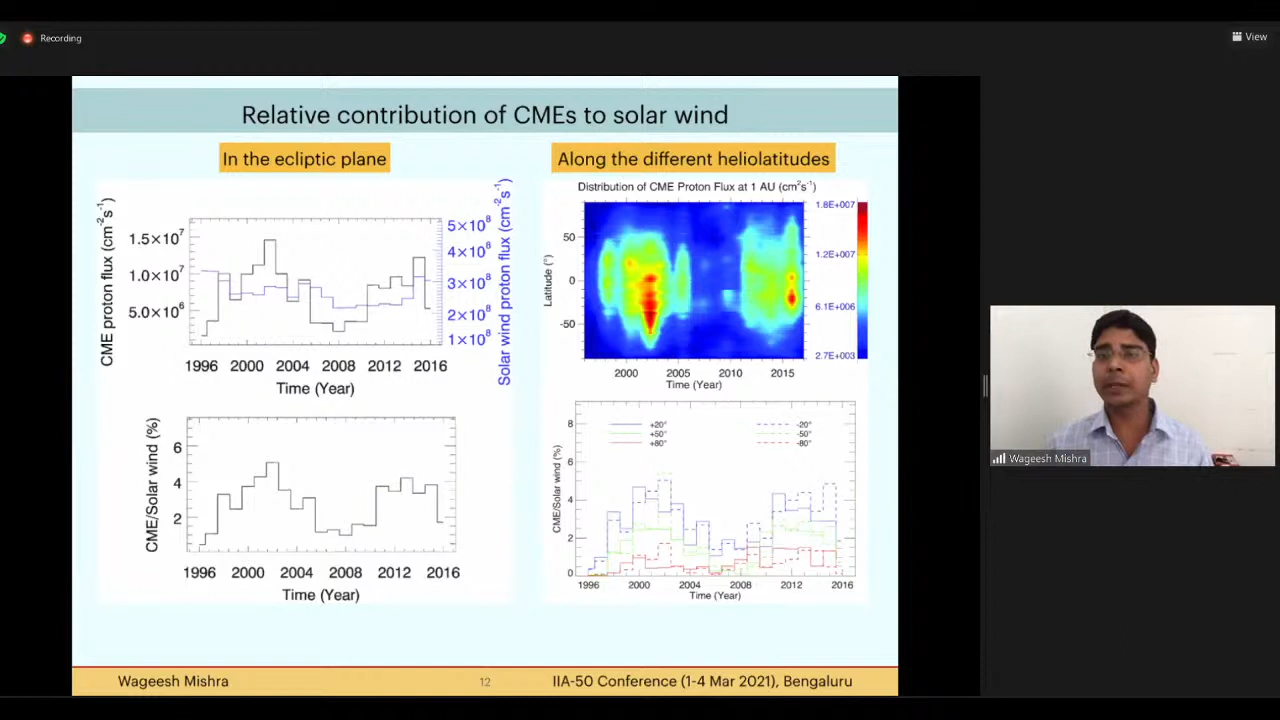 Recording
View
Relative contribution of CMEs to solar wind
In the ecliptic plane
Along the different heliolatitudes
CME proton flux (cm⁻²s⁻¹)
1.5×10⁷
1.0×10⁷
5.0×10⁶
5×10⁸
4×10⁸
3×10⁸
2×10⁸
1×10⁸
Solar wind proton flux (cm⁻²s⁻¹)
1996 2000 2004 2008 2012 2016
Time (Year)
CME/Solar wind (%)
6
4
2
1996 2000 2004 2008 2012 2016
Time (Year)
Distribution of CME Proton Flux at 1 AU (cm²s⁻¹)
Latitude (°)
50
0
-50
1.8E+007
1.2E+007
6.1E+006
2.7E+003
2000 2005 2010 2015
Time (Year)
CME/Solar wind (%)
8
6
4
2
0
+20° -20°
+50° -50°
+80° -80°
1996 2000 2004 2008 2012 2016
Time (Year)
Wageesh Mishra
Wageesh Mishra 12 IIA-50 Conference (1-4 Mar 2021), Bengaluru